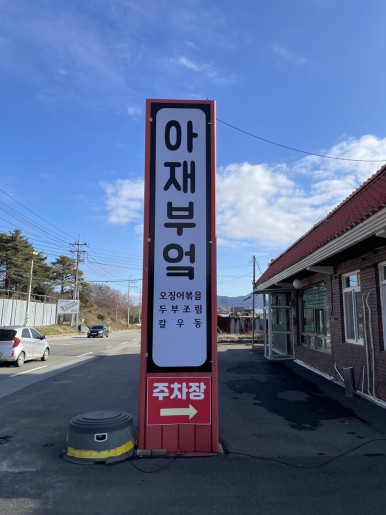 아재부엌
오징어볶음
두부조림
칼우동
주차장